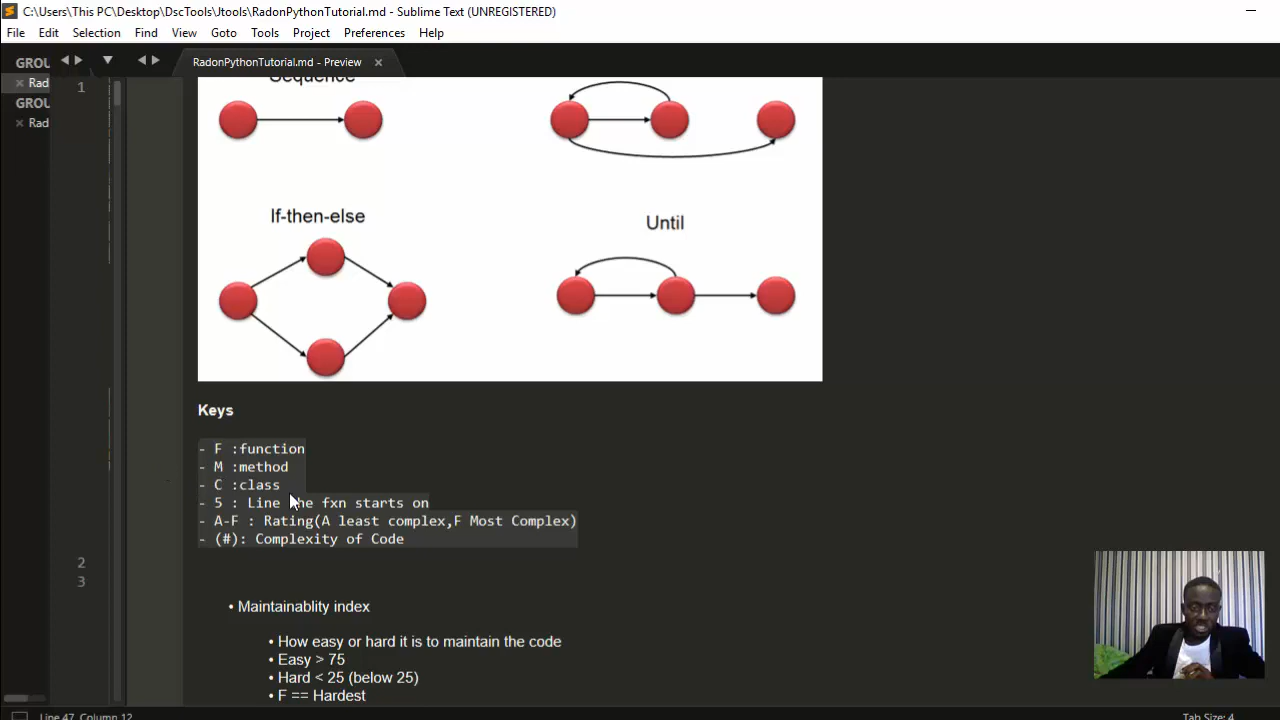 C:\Users\This PC\Desktop\DscTools\Jtools\RadonPythonTutorial.md - Sublime Text (UNREGISTERED)
File Edit Selection Find View Goto Tools Project Preferences Help
GROU
Rad
GROU
Rad
RadonPythonTutorial.md - Preview
1
Sequence
If-then-else
Until
Keys
- F :function
- M :method
- C :class
- 5 : Line the fxn starts on
- A-F : Rating(A least complex,F Most Complex)
- (#): Complexity of Code
2
3
• Maintainablity index
• How easy or hard it is to maintain the code
• Easy > 75
• Hard < 25 (below 25)
• F == Hardest
Line 47, Column 12
Tab Size: 4